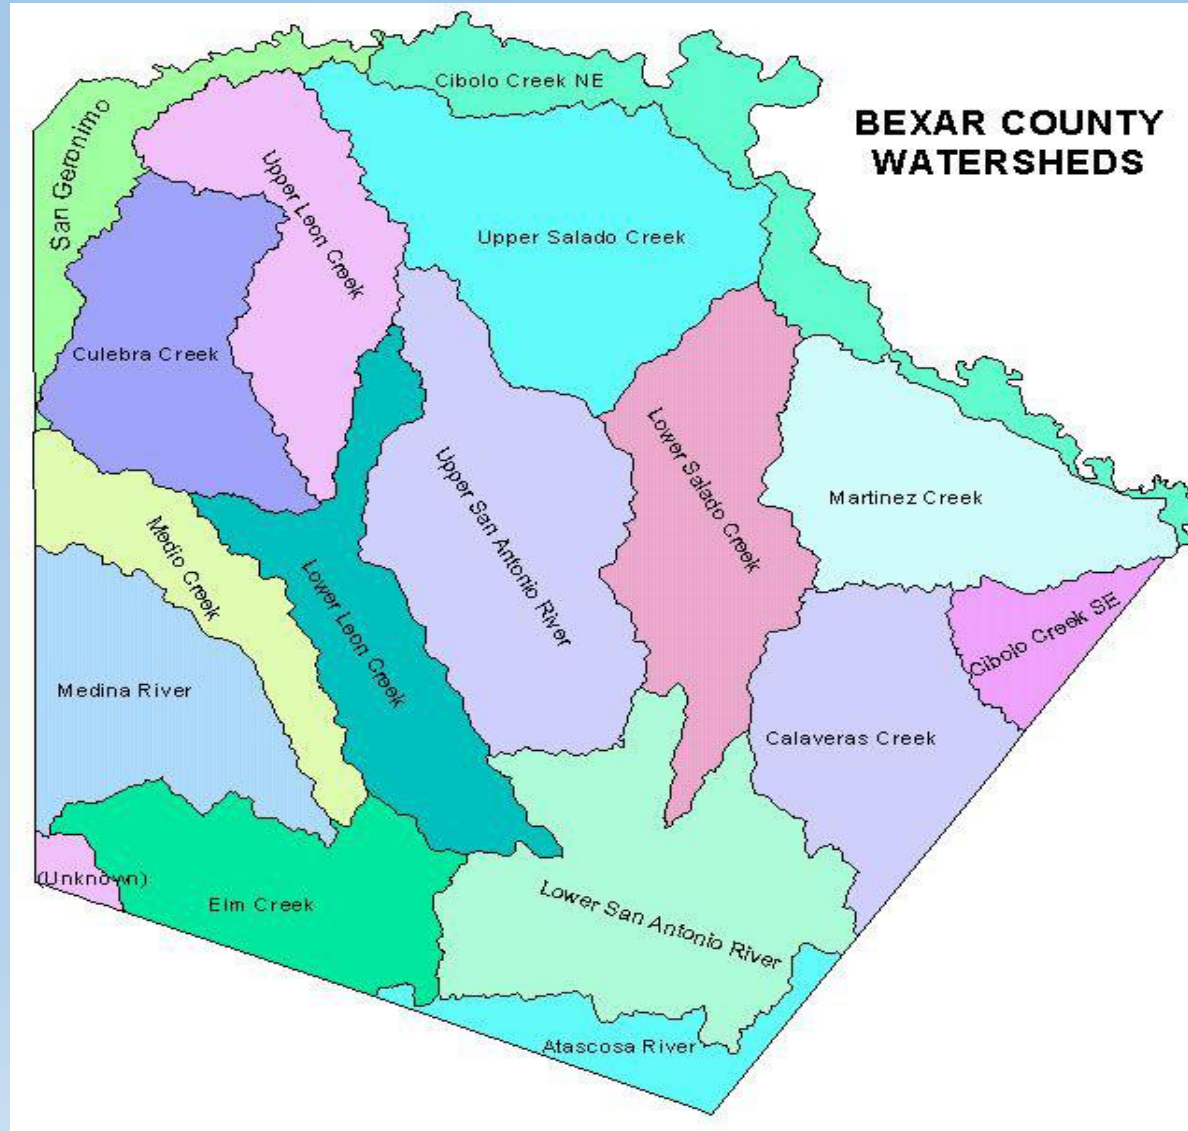 Cibolo Creek NE
BEXAR COUNTY
WATERSHEDS
San Geronimo
Upper Leon Creek
Upper Salado Creek
Culebra Creek
Lower Salado Creek
Upper San Antonio River
Martinez Creek
Medio Creek
Lower Leon Creek
Cibolo Creek SE
Medina River
Calaveras Creek
(Unknown)
Elm Creek
Lower San Antonio River
Atascosa River